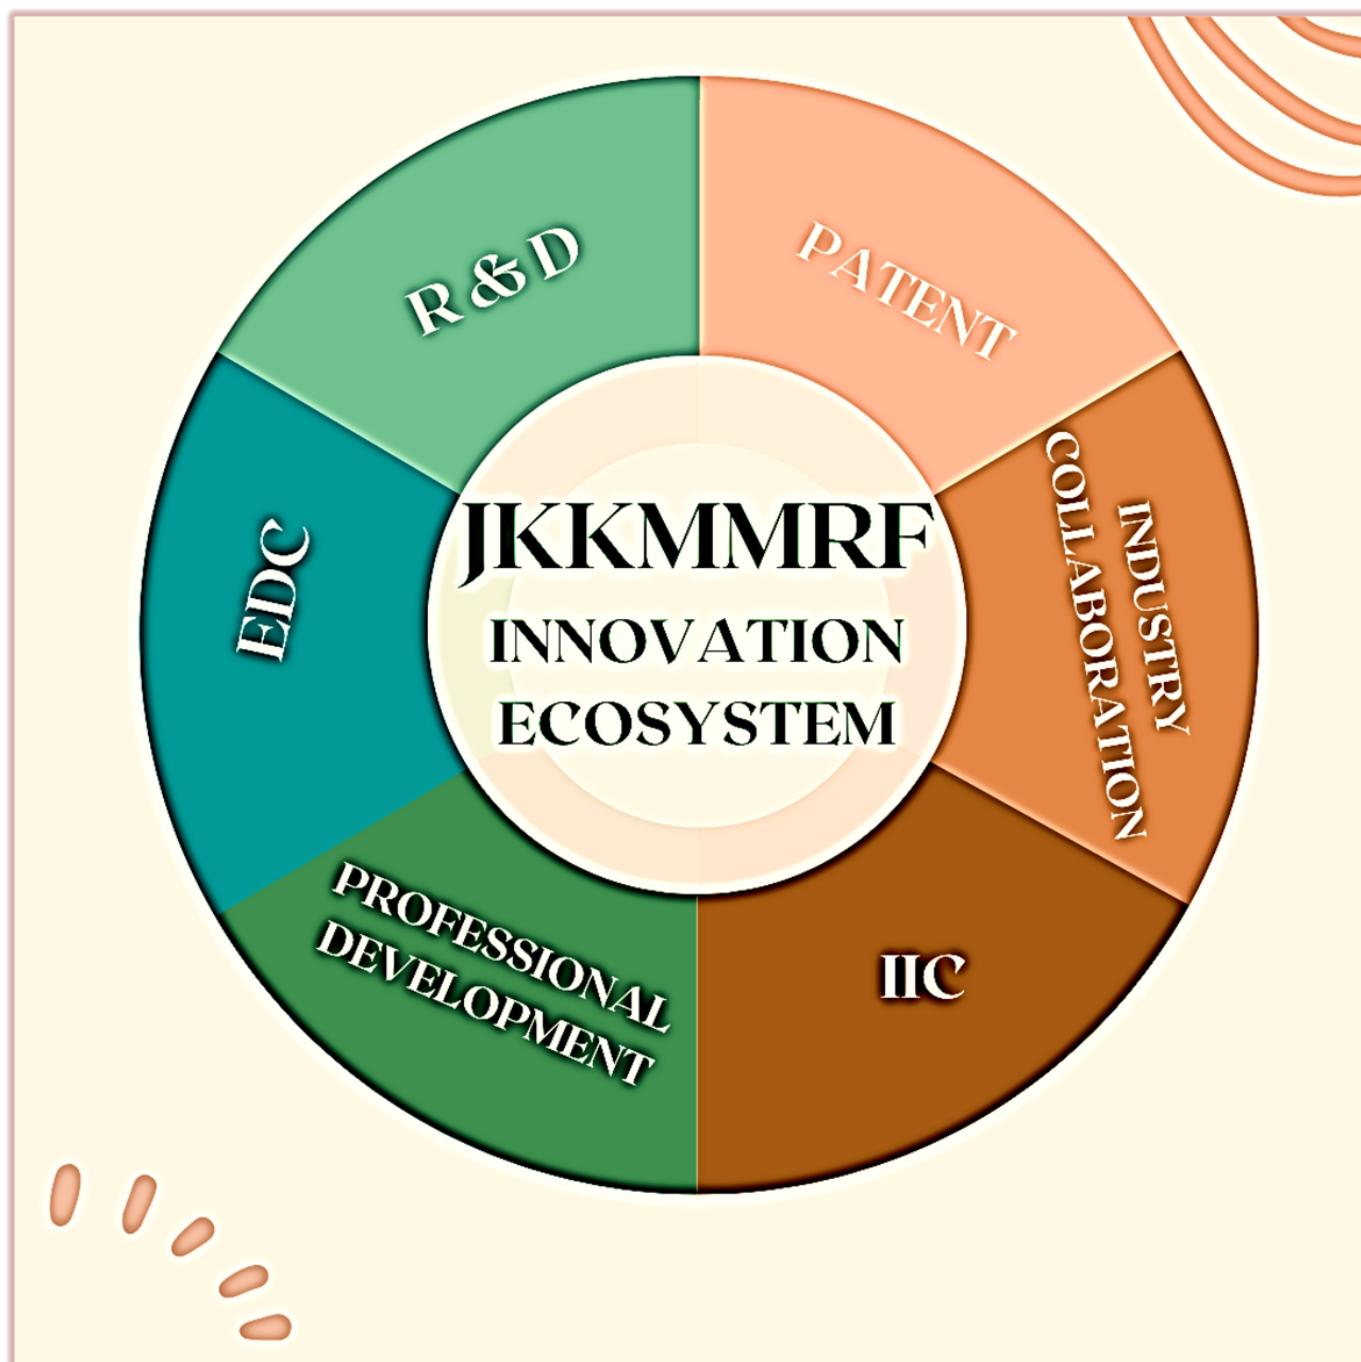 R & D
PATENT
INDUSTRY
COLLABORATION
IIC
PROFESSIONAL
DEVELOPMENT
EDC
JKKMMRF
INNOVATION
ECOSYSTEM